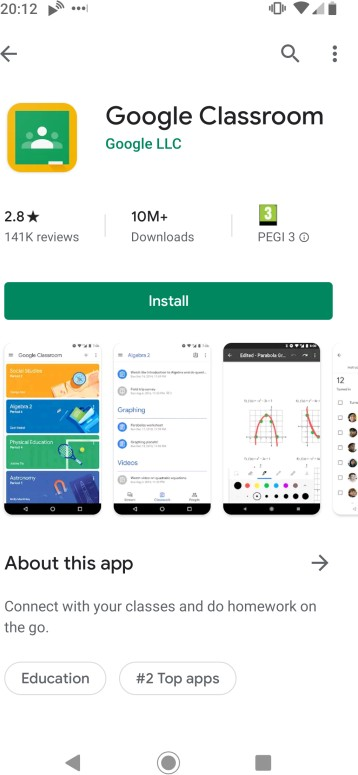 20:12
Google Classroom
Google LLC
2.8★ 10M+ 3
141K reviews Downloads PEGI 3
Install
Google Classroom
Social Studies
Algebra 2
Physical Education
Astronomy
Algebra 2
Graphing
Videos
Edited - Parabola Gr...
12
About this app
Connect with your classes and do homework on
the go.
Education #2 Top apps